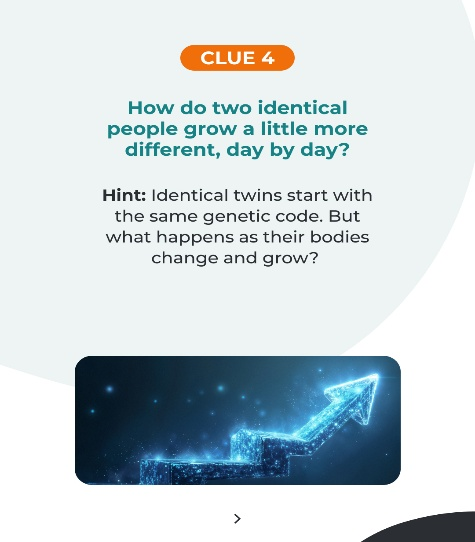 CLUE 4
How do two identical
people grow a little more
different, day by day?
Hint: Identical twins start with
the same genetic code. But
what happens as their bodies
change and grow?